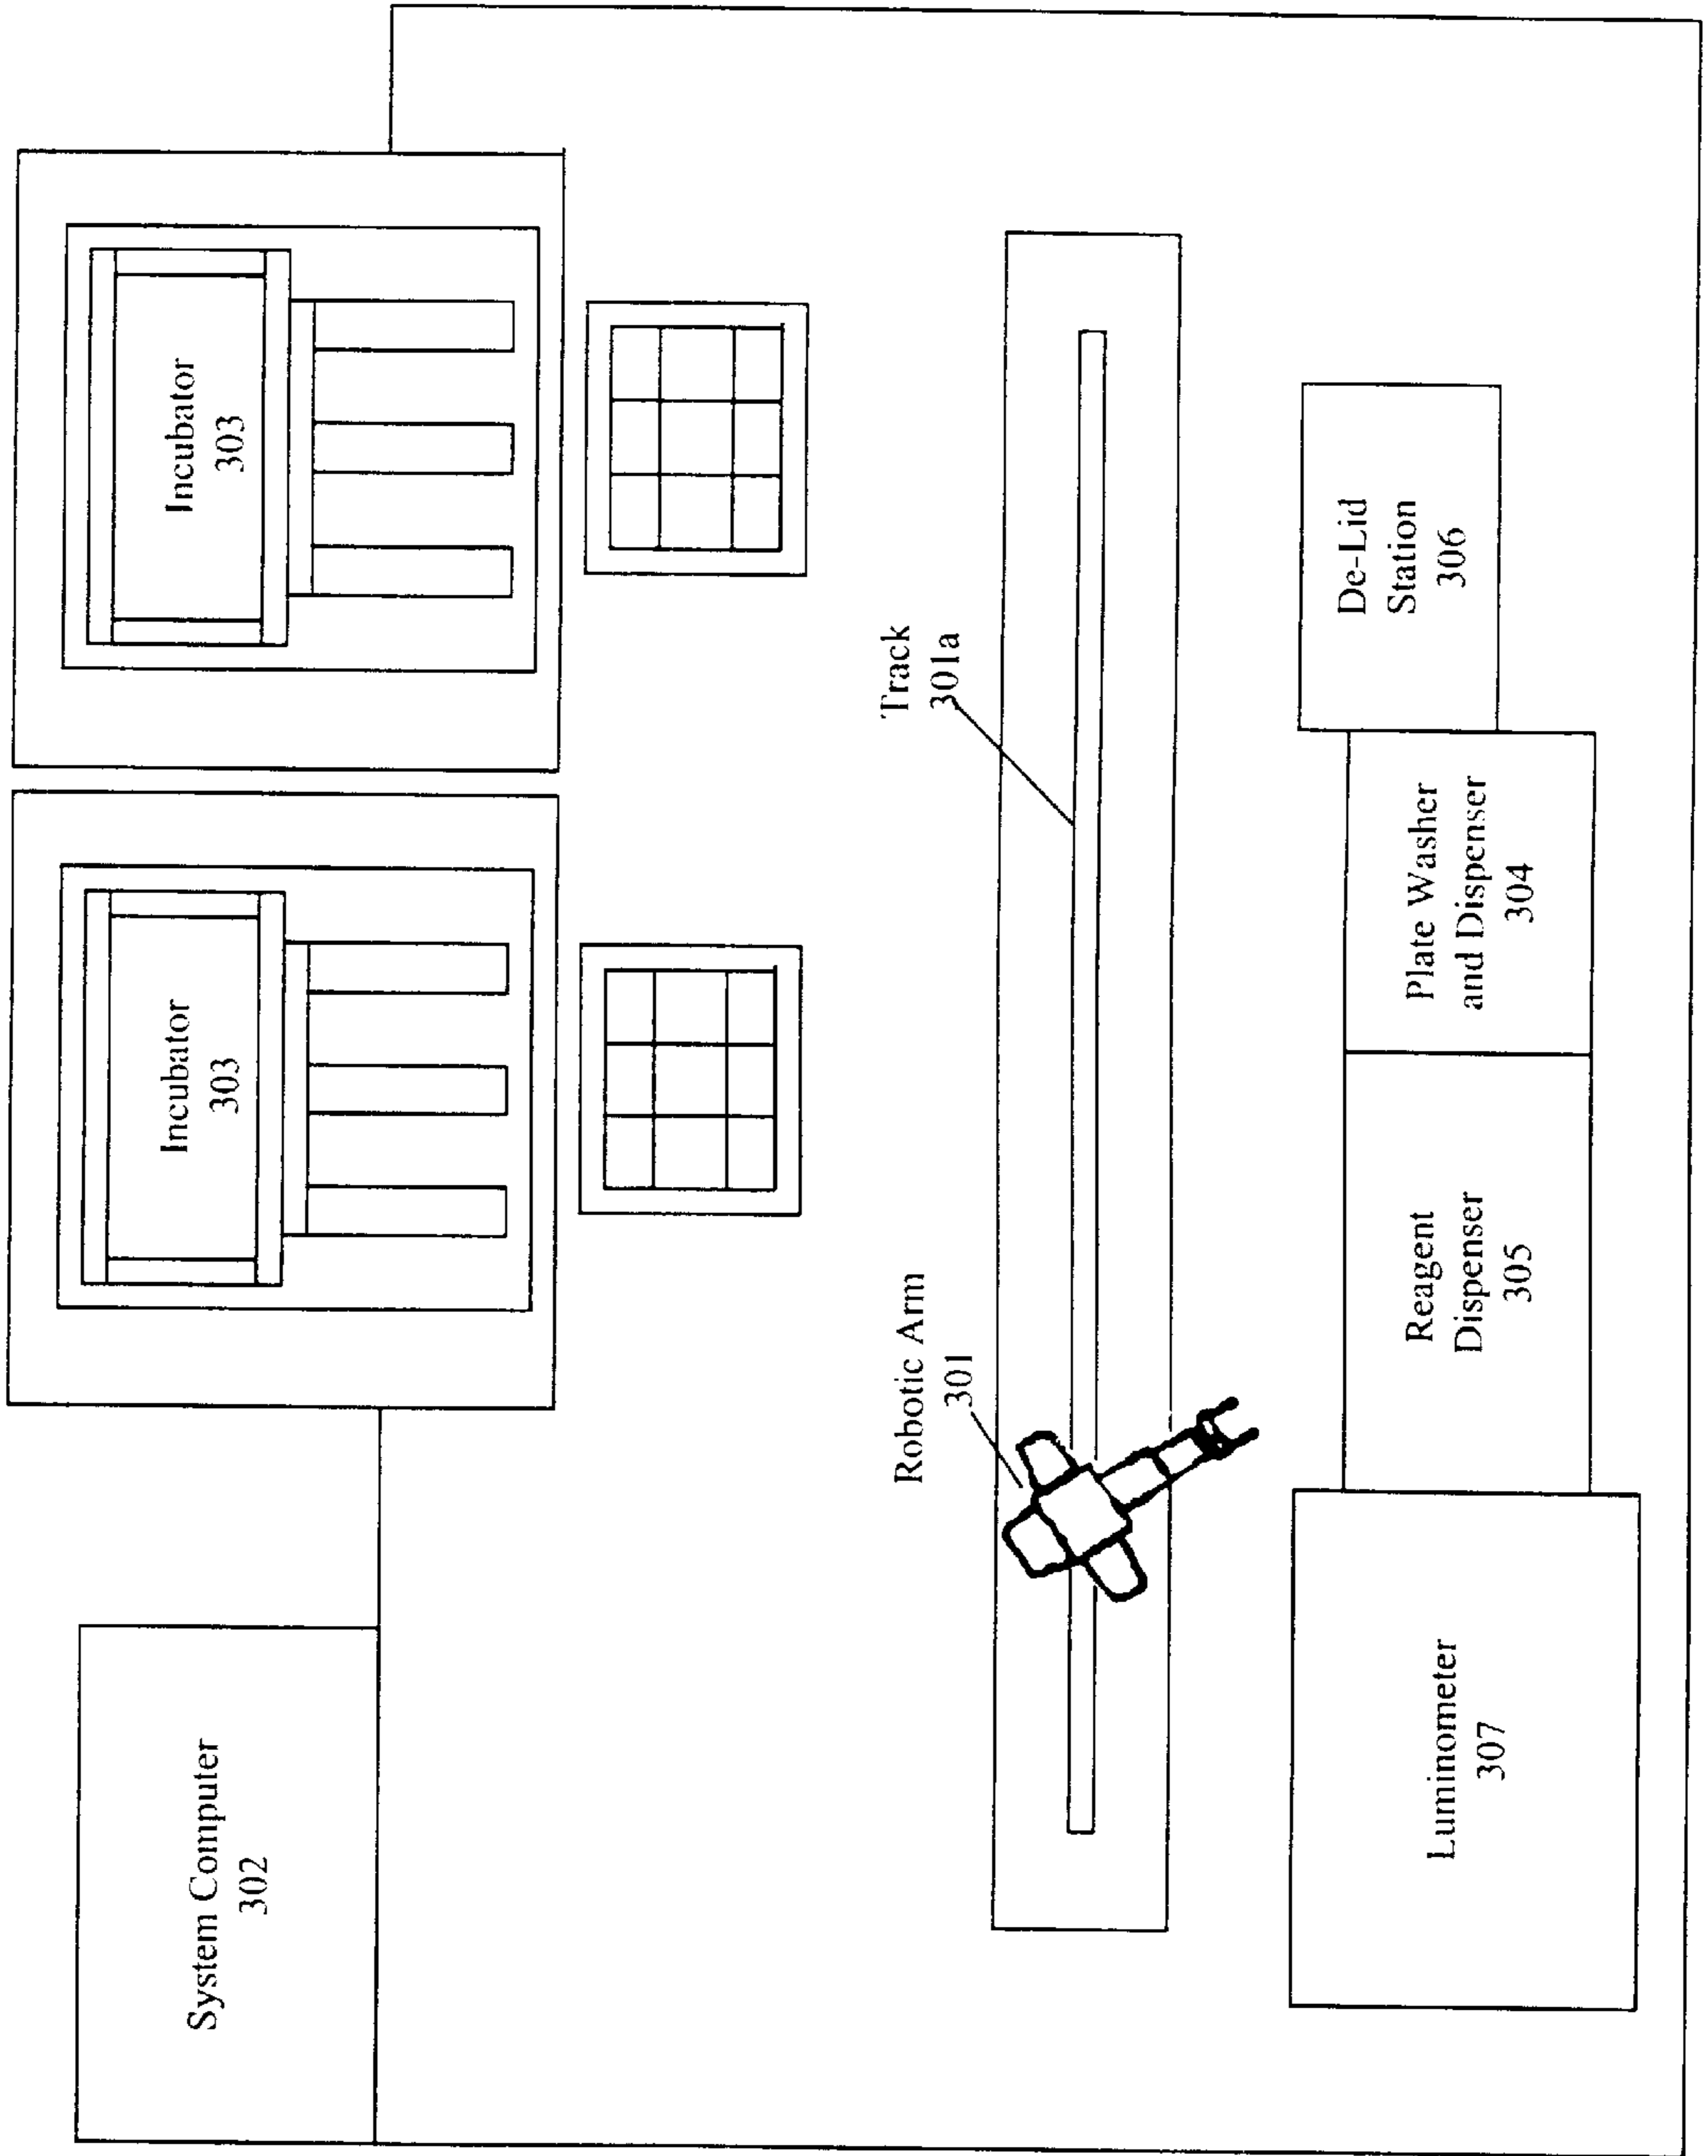 System Computer
302
Incubator
303
Incubator
303
Robotic Arm
301
Track
301a
Luminometer
307
Reagent
Dispenser
305
Plate Washer
and Dispenser
304
De-Lid
Station
306